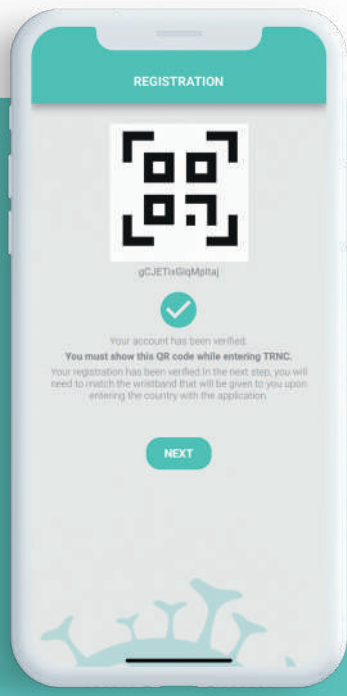 REGISTRATION
Your account has been verified.
You must show this QR code while entering TRNC.
Your registration has been verified.In the next step, you will
need to match the wristband that will be given to you upon
entering the country with the application.
NEXT